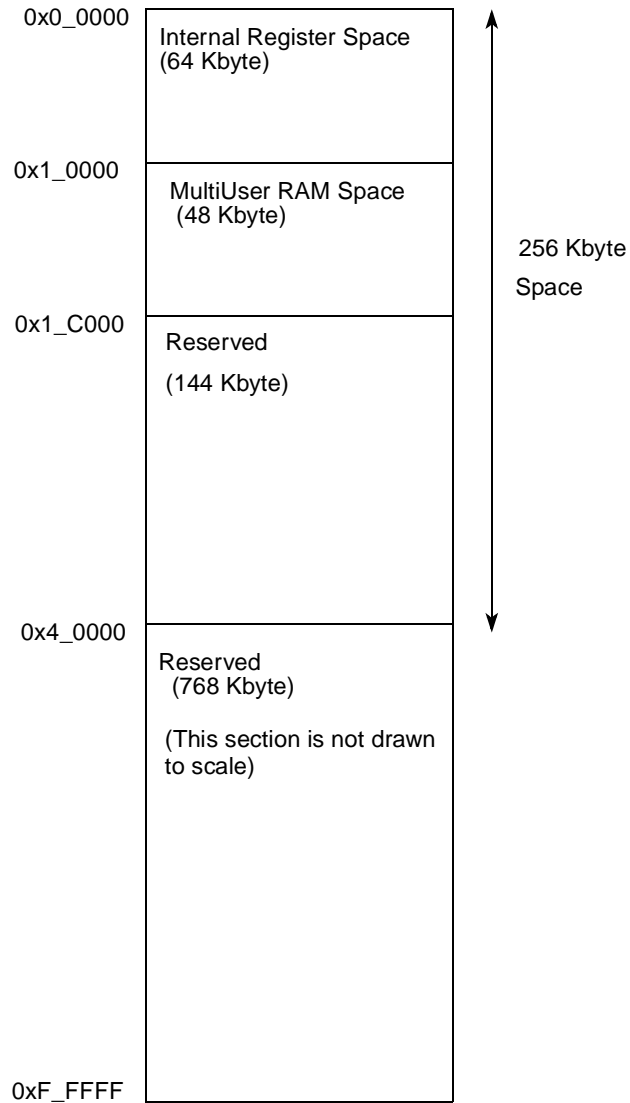 0x0_0000
Internal Register Space
(64 Kbyte)
0x1_0000
MultiUser RAM Space
(48 Kbyte)
256 Kbyte
Space
0x1_C000
Reserved
(144 Kbyte)
0x4_0000
Reserved
(768 Kbyte)
(This section is not drawn
to scale)
0xF_FFFF